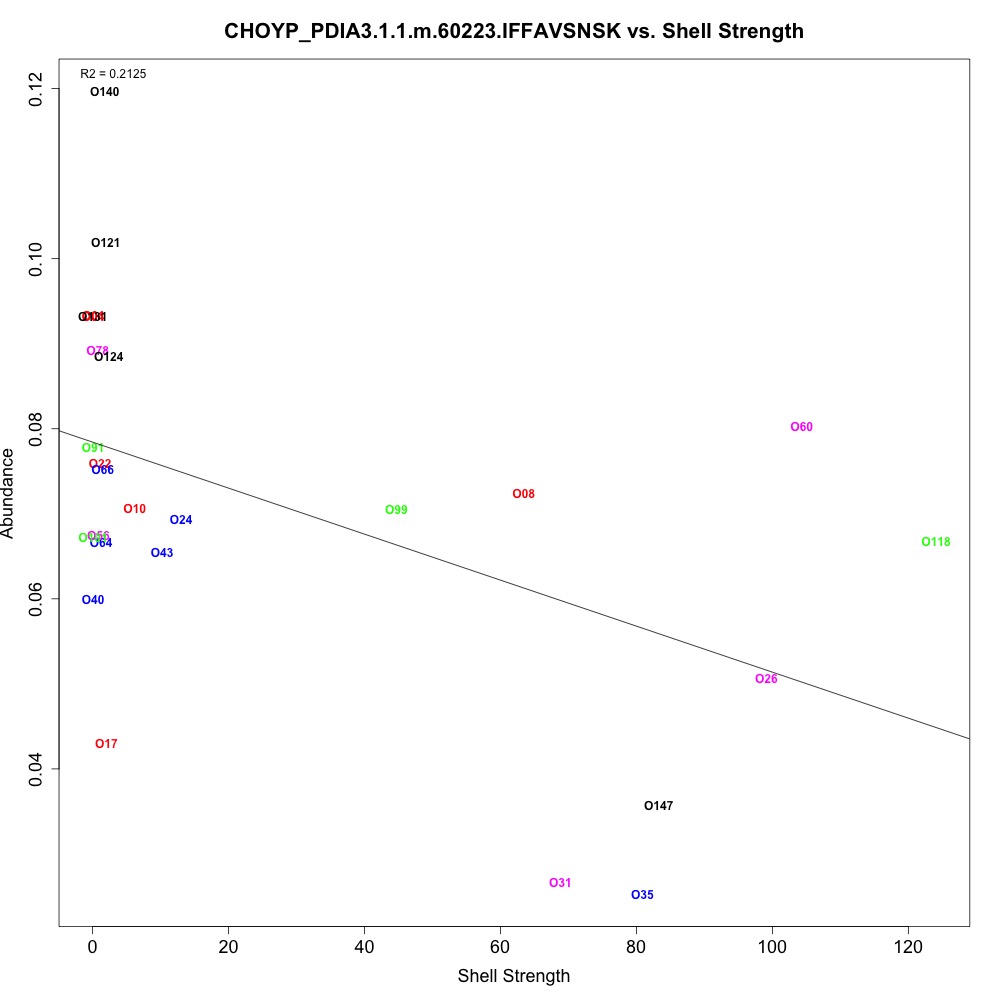 CHOYP_PDIA3.1.1.m.60223.IFFAVSNSK vs. Shell Strength
R2 = 0.2125
O140
O121
O131
O78
O124
O60
O91
O22
O66
O08
O10
O99
O24
O56
O118
O64
O43
O40
O26
O17
O147
O31
O35
0.12
0.10
0.08
0.06
0.04
Abundance
0 20 40 60 80 100 120
Shell Strength